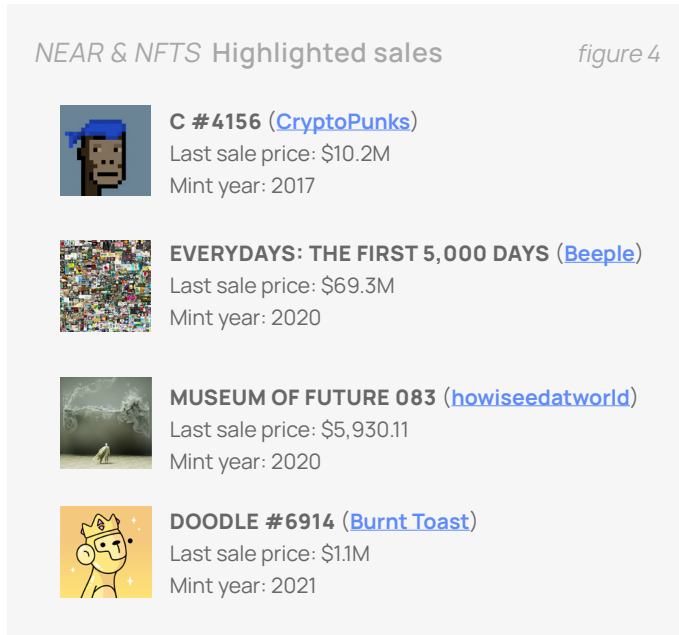 NEAR & NFTS Highlighted sales figure 4
C #4156 (CryptoPunks)
Last sale price: $10.2M
Mint year: 2017
EVERYDAYS: THE FIRST 5,000 DAYS (Beeple)
Last sale price: $69.3M
Mint year: 2020
MUSEUM OF FUTURE 083 (howiseedatworld)
Last sale price: $5,930.11
Mint year: 2020
DOODLE #6914 (Burnt Toast)
Last sale price: $1.1M
Mint year: 2021